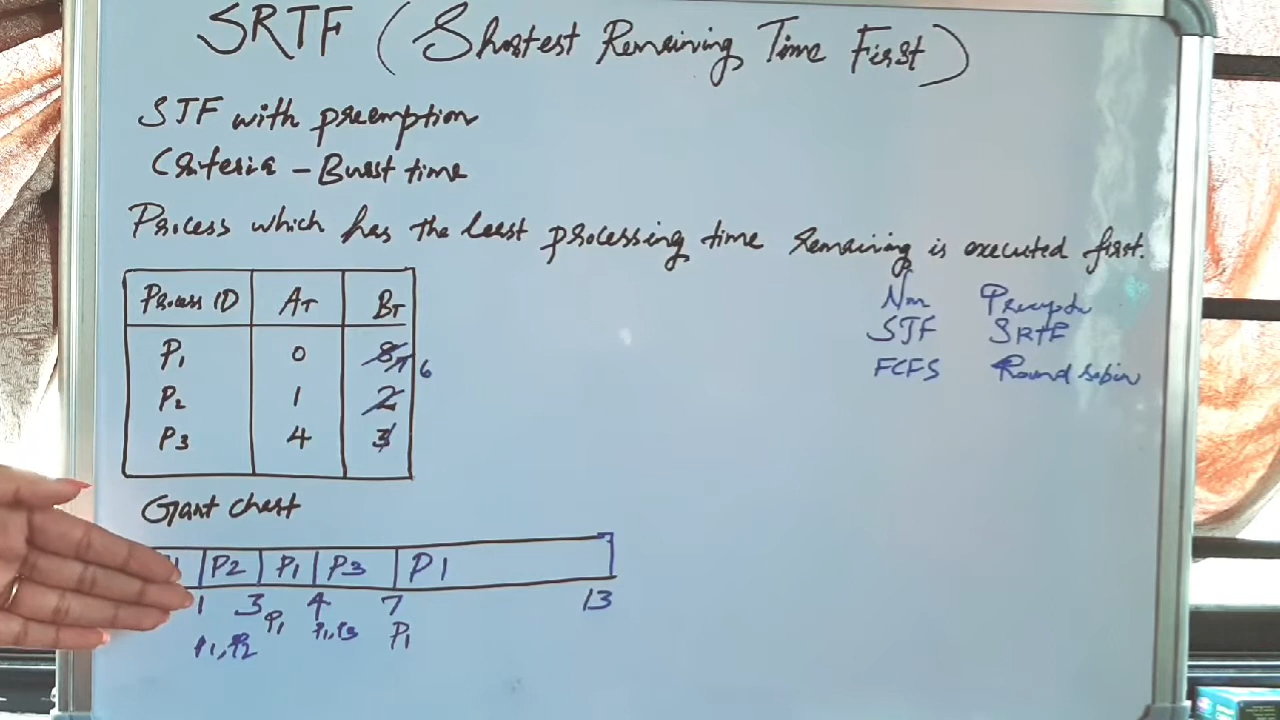 SRTF (Shortest Remaining Time First)
SJF with preemption
Criteria - Burst time
Process which has the least processing time remaining is executed first.
Non Preemptn
SJF SRTF
FCFS Round robin
Process ID AT BT
P1 0 8 7 6
P2 1 2
P3 4 3
Gant chart
P2 P1 P3 P1
1 3 4 7 13
P1 P1,P3 P1
P1,P2